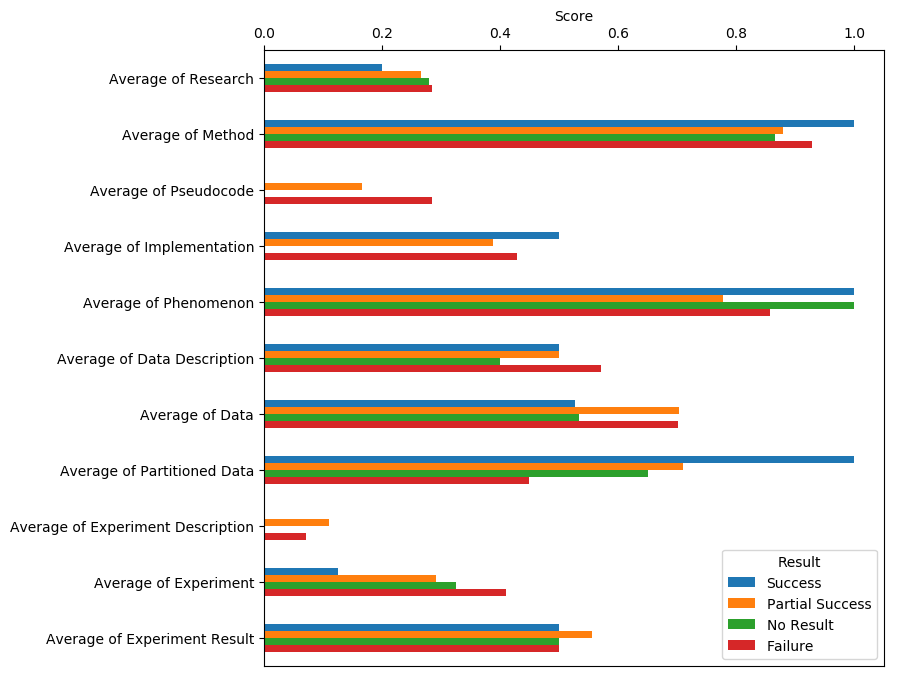 Score
0.0 0.2 0.4 0.6 0.8 1.0
Average of Research
Average of Method
Average of Pseudocode
Average of Implementation
Average of Phenomenon
Average of Data Description
Average of Data
Average of Partitioned Data
Average of Experiment Description
Average of Experiment
Average of Experiment Result
Result
Success
Partial Success
No Result
Failure